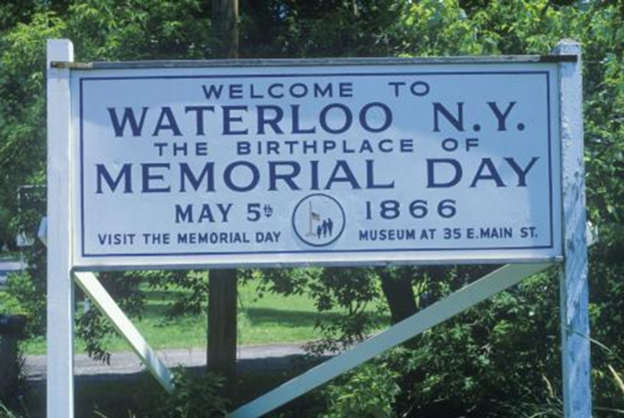 WELCOME TO
WATERLOO N.Y.
THE BIRTHPLACE OF
MEMORIAL DAY
MAY 5th 1866
VISIT THE MEMORIAL DAY MUSEUM AT 35 E. MAIN ST.